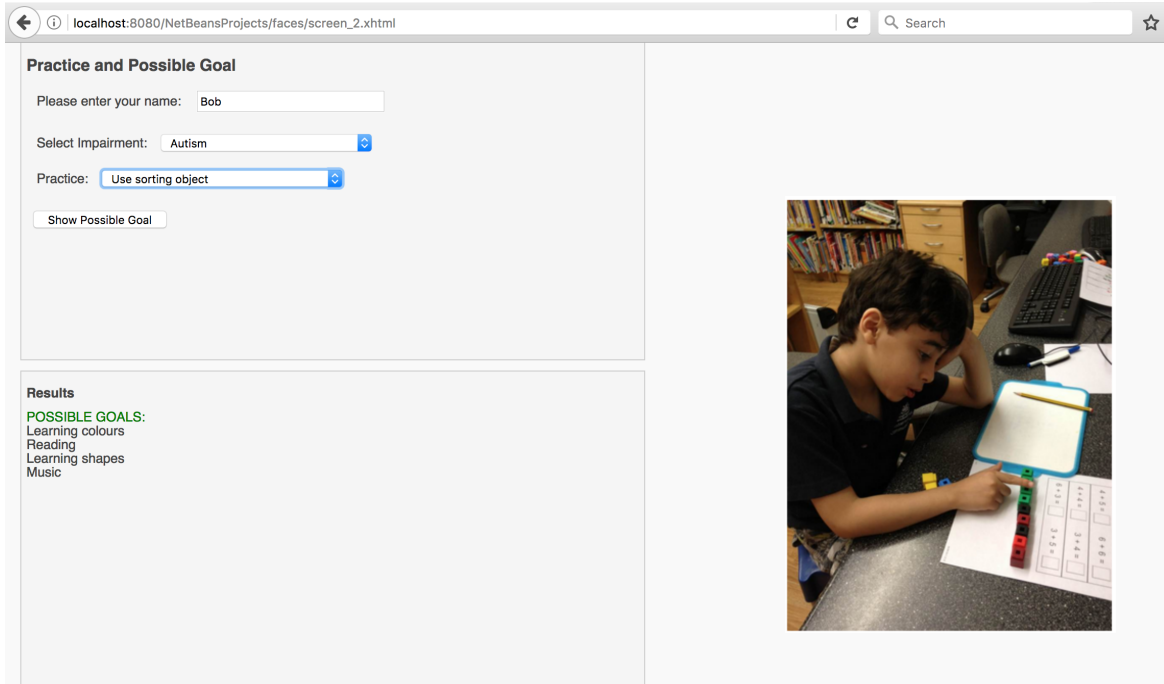 localhost:8080/NetBeansProjects/faces/screen_2.xhtml
Search
Practice and Possible Goal
Please enter your name: Bob
Select Impairment: Autism
Practice: Use sorting object
Show Possible Goal
Results
POSSIBLE GOALS:
Learning colours
Reading
Learning shapes
Music